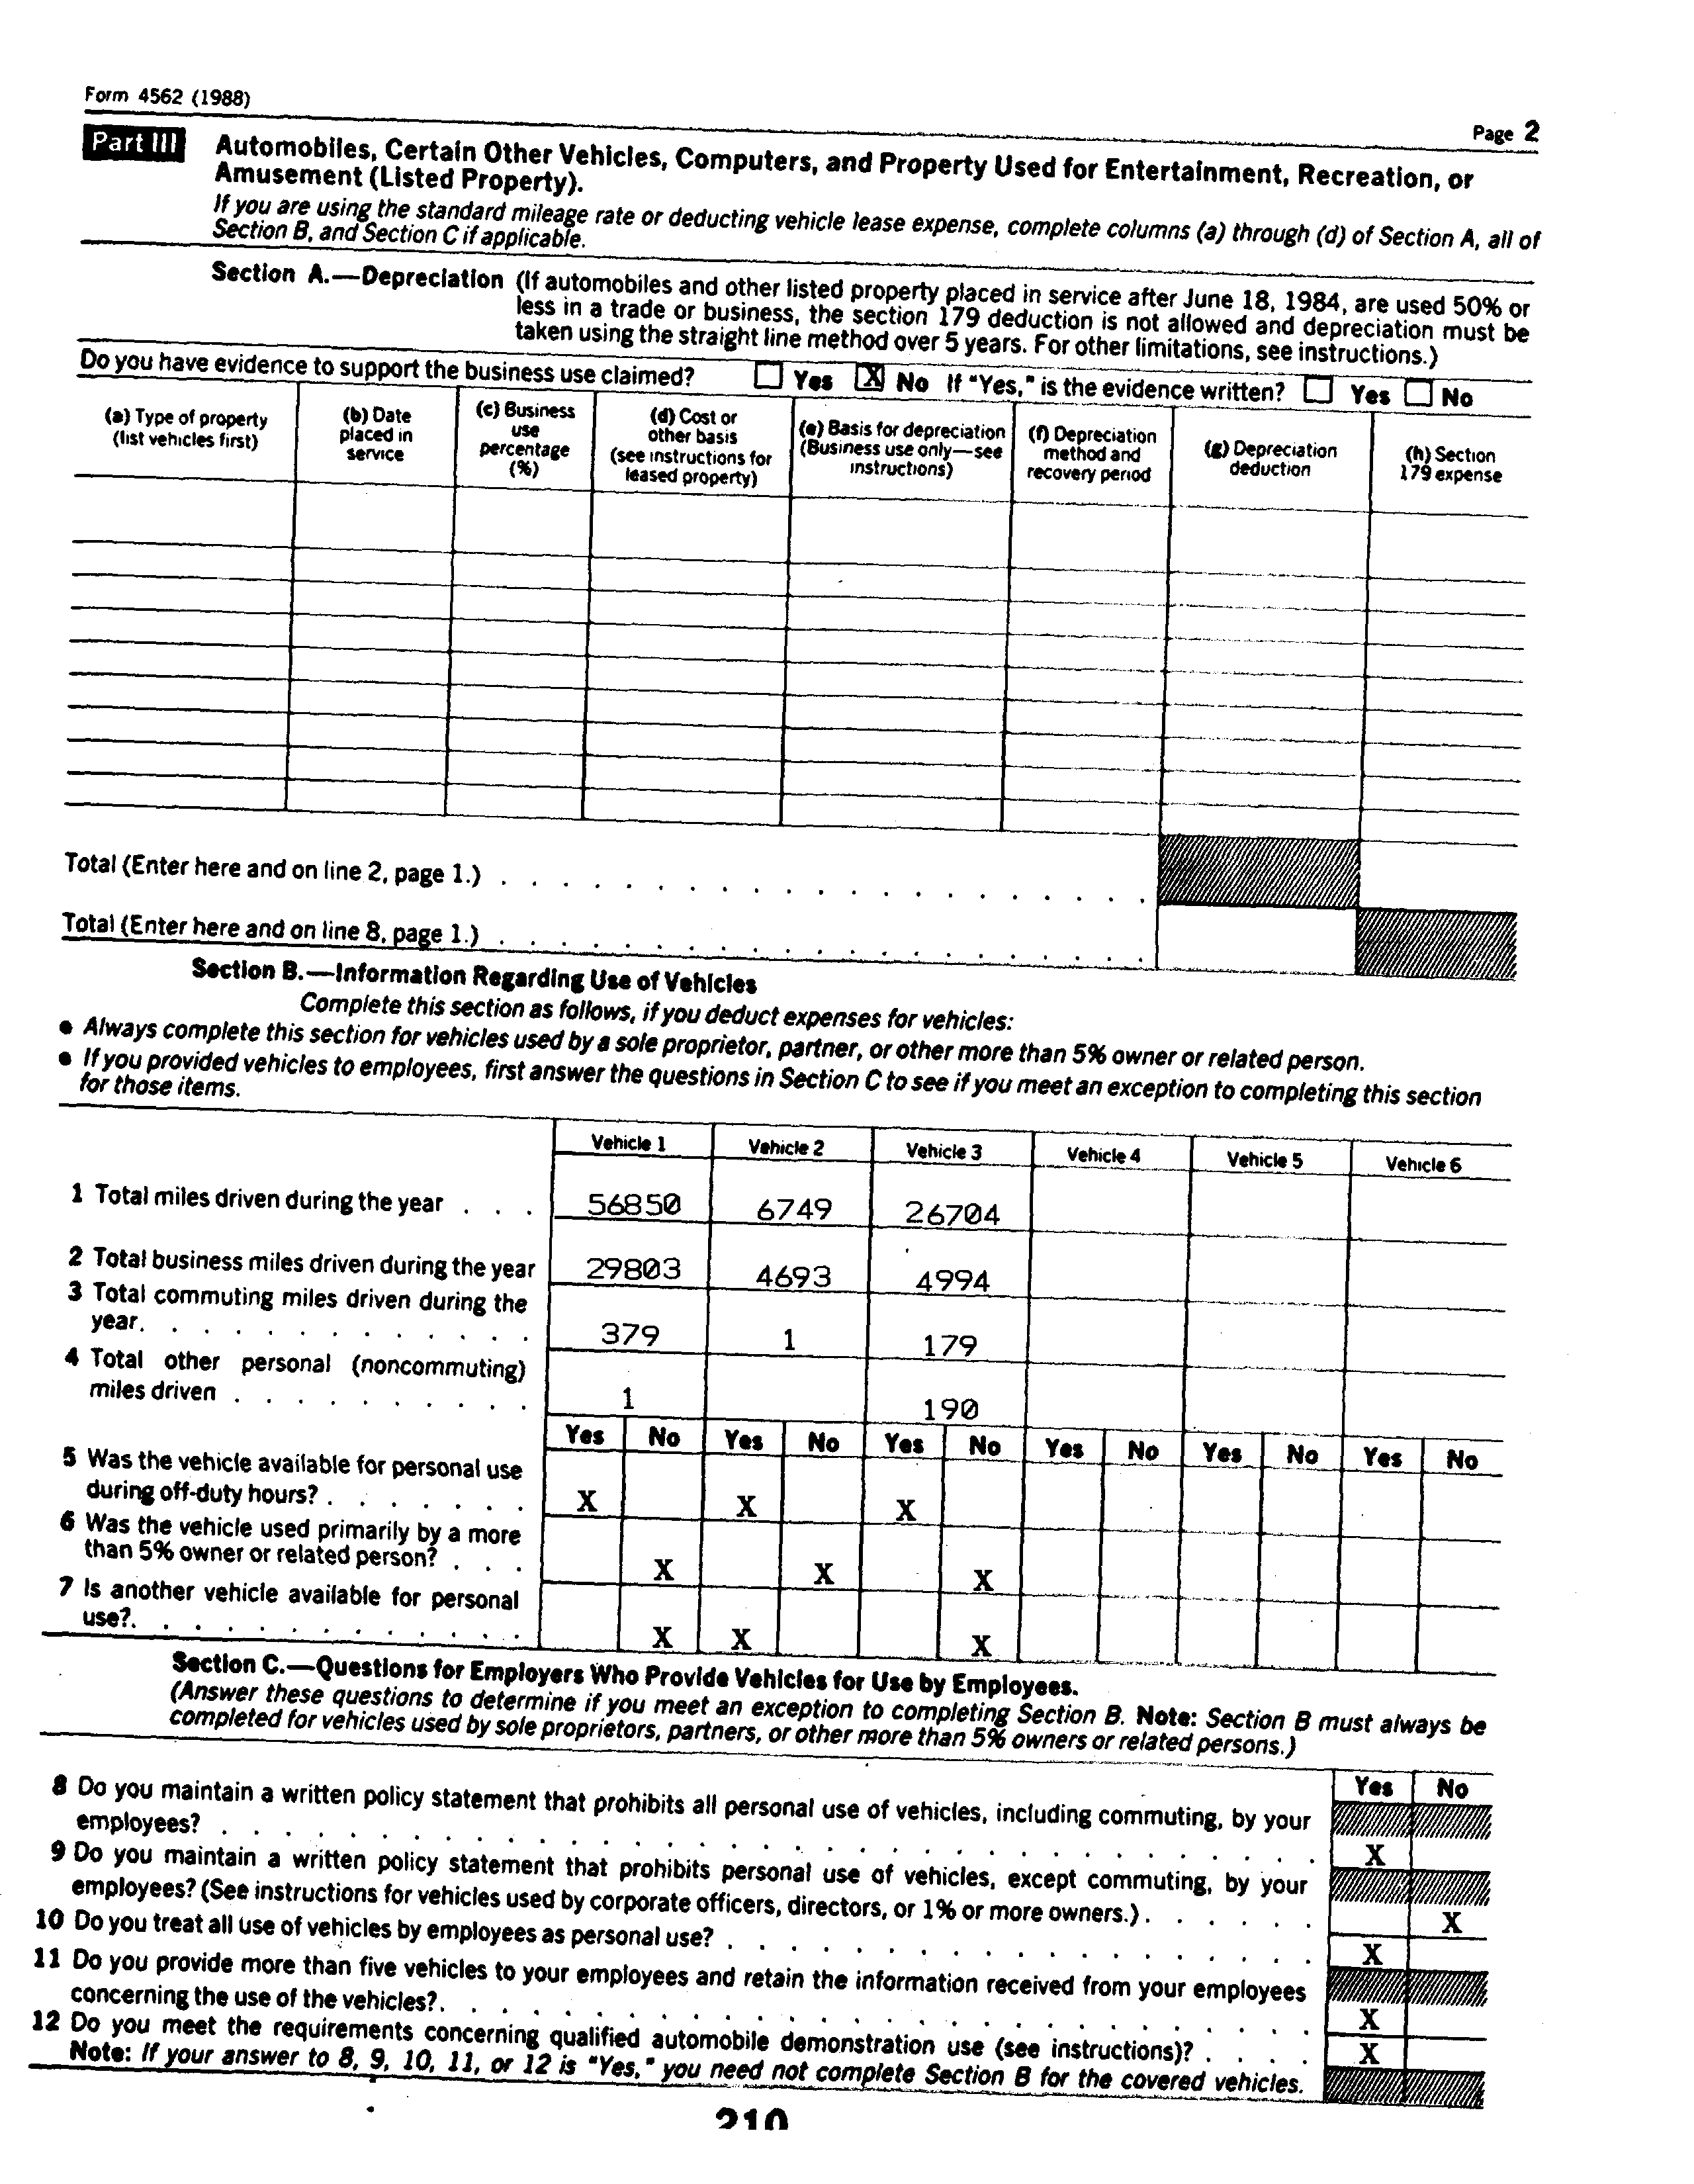 Form 4562 (1988)
Page 2
Part III Automobiles, Certain Other Vehicles, Computers, and Property Used for Entertainment, Recreation, or
Amusement (Listed Property).
If you are using the standard mileage rate or deducting vehicle lease expense, complete columns (a) through (d) of Section A, all of
Section B, and Section C if applicable.
Section A.—Depreciation (If automobiles and other listed property placed in service after June 18, 1984, are used 50% or
less in a trade or business, the section 179 deduction is not allowed and depreciation must be
taken using the straight line method over 5 years. For other limitations, see instructions.)
Do you have evidence to support the business use claimed? Yes X No If "Yes," is the evidence written? Yes No
(a) Type of property
(list vehicles first)
(b) Date
placed in
service
(c) Business
use
percentage
(%)
(d) Cost or
other basis
(see instructions for
leased property)
(e) Basis for depreciation
(Business use only—see
instructions)
(f) Depreciation
method and
recovery period
(g) Depreciation
deduction
(h) Section
179 expense
Total (Enter here and on line 2, page 1.)
Total (Enter here and on line 8, page 1.)
Section B.—Information Regarding Use of Vehicles
Complete this section as follows, if you deduct expenses for vehicles:
● Always complete this section for vehicles used by a sole proprietor, partner, or other more than 5% owner or related person.
● If you provided vehicles to employees, first answer the questions in Section C to see if you meet an exception to completing this section
for those items.
Vehicle 1 Vehicle 2 Vehicle 3 Vehicle 4 Vehicle 5 Vehicle 6
1 Total miles driven during the year . . . 56850 6749 26704
2 Total business miles driven during the year 29803 4693 4994
3 Total commuting miles driven during the
year. 379 1 179
4 Total other personal (noncommuting)
miles driven 1 190
Yes No Yes No Yes No Yes No Yes No Yes No
5 Was the vehicle available for personal use
during off-duty hours? X X X
6 Was the vehicle used primarily by a more
than 5% owner or related person? X X X
7 Is another vehicle available for personal
use? X X X
Section C.—Questions for Employers Who Provide Vehicles for Use by Employees.
(Answer these questions to determine if you meet an exception to completing Section B. Note: Section B must always be
completed for vehicles used by sole proprietors, partners, or other more than 5% owners or related persons.)
Yes No
8 Do you maintain a written policy statement that prohibits all personal use of vehicles, including commuting, by your
employees? X
9 Do you maintain a written policy statement that prohibits personal use of vehicles, except commuting, by your
employees? (See instructions for vehicles used by corporate officers, directors, or 1% or more owners.) X
10 Do you treat all use of vehicles by employees as personal use? X
11 Do you provide more than five vehicles to your employees and retain the information received from your employees
concerning the use of the vehicles? X
12 Do you meet the requirements concerning qualified automobile demonstration use (see instructions)? X
Note: If your answer to 8, 9, 10, 11, or 12 is "Yes," you need not complete Section B for the covered vehicles.
210